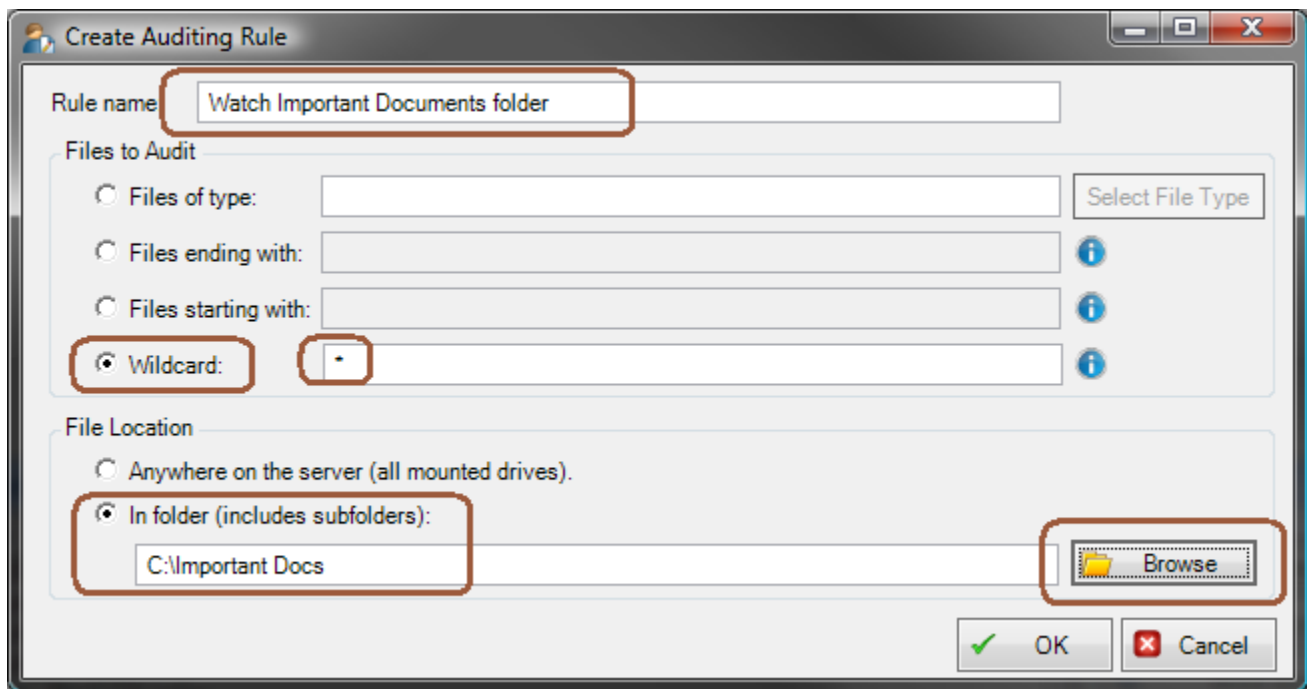 Create Auditing Rule
Rule name Watch Important Documents folder
Files to Audit
Files of type: Select File Type
Files ending with:
Files starting with:
Wildcard: *
File Location
Anywhere on the server (all mounted drives).
In folder (includes subfolders):
C:\Important Docs Browse
OK Cancel